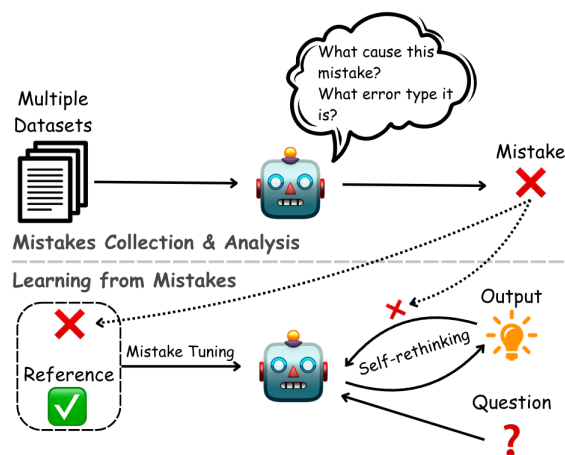 What cause this
mistake?
What error type it
is?
Multiple
Datasets
Mistake
Mistakes Collection & Analysis
Learning from Mistakes
Output
Mistake Tuning
Self-rethinking
Reference
Question
?